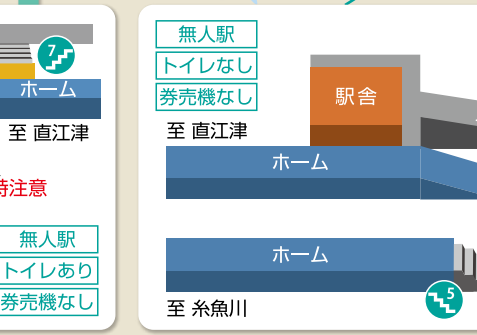 7
ホーム
至 直江津
時注意
無人駅
トイレあり
券売機なし
無人駅
トイレなし
券売機なし
駅舎
至 直江津
ホーム
ホーム
5
至 糸魚川